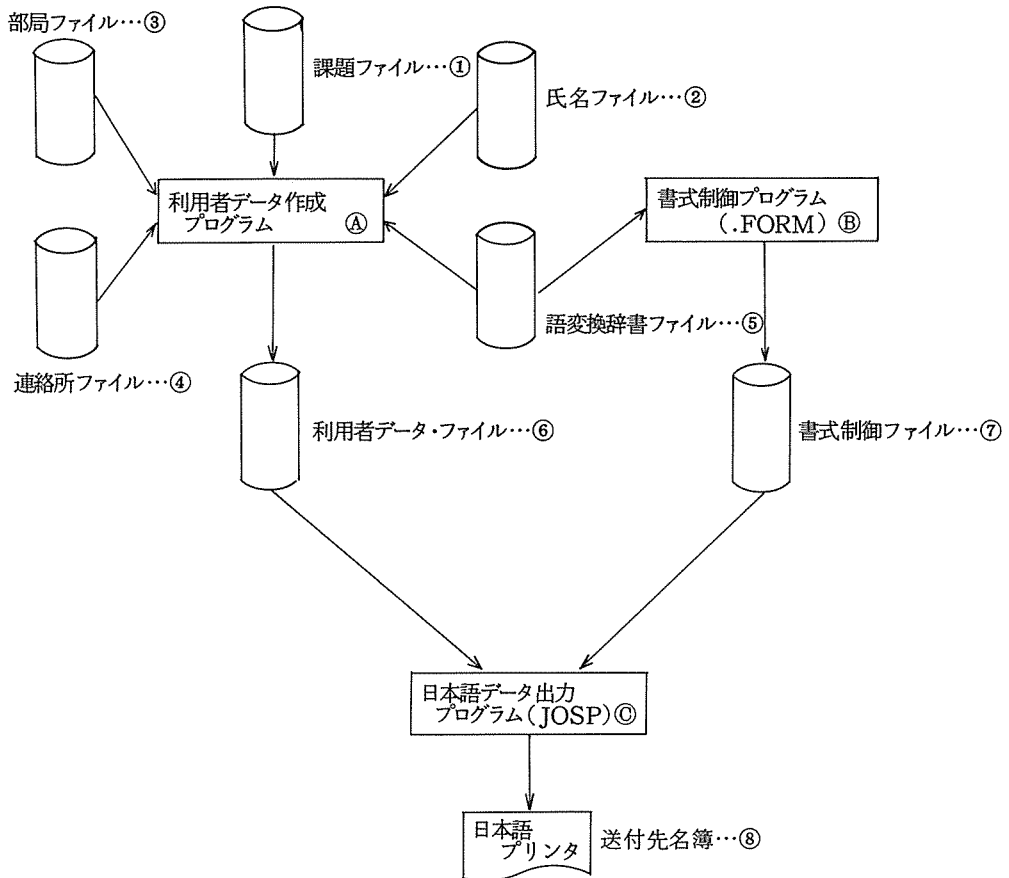 部局ファイル…③
課題ファイル…①
氏名ファイル…②
利用者データ作成
プログラム Ⓐ
書式制御プログラム
(.FORM) Ⓑ
語変換辞書ファイル…⑤
連絡所ファイル…④
利用者データ・ファイル…⑥
書式制御ファイル…⑦
日本語データ出力
プログラム(JOSP)Ⓒ
日本語
プリンタ
送付先名簿…⑧